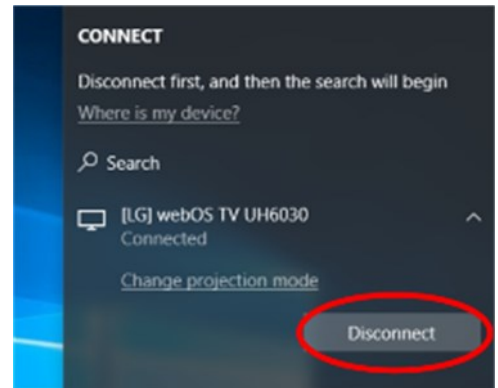 CONNECT
Disconnect first, and then the search will begin
Where is my device?
Search
[LG] webOS TV UH6030
Connected
Change projection mode
Disconnect